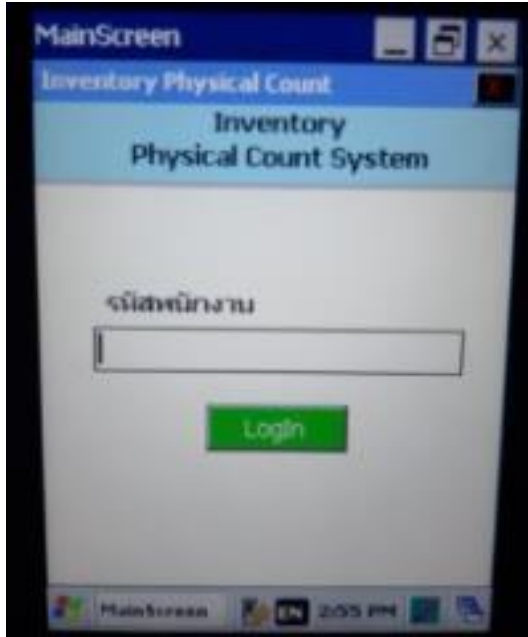 MainScreen
Inventory Physical Count
Inventory
Physical Count System
รหัสพนักงาน
LogIn
MainScreen EN 2:55 PM